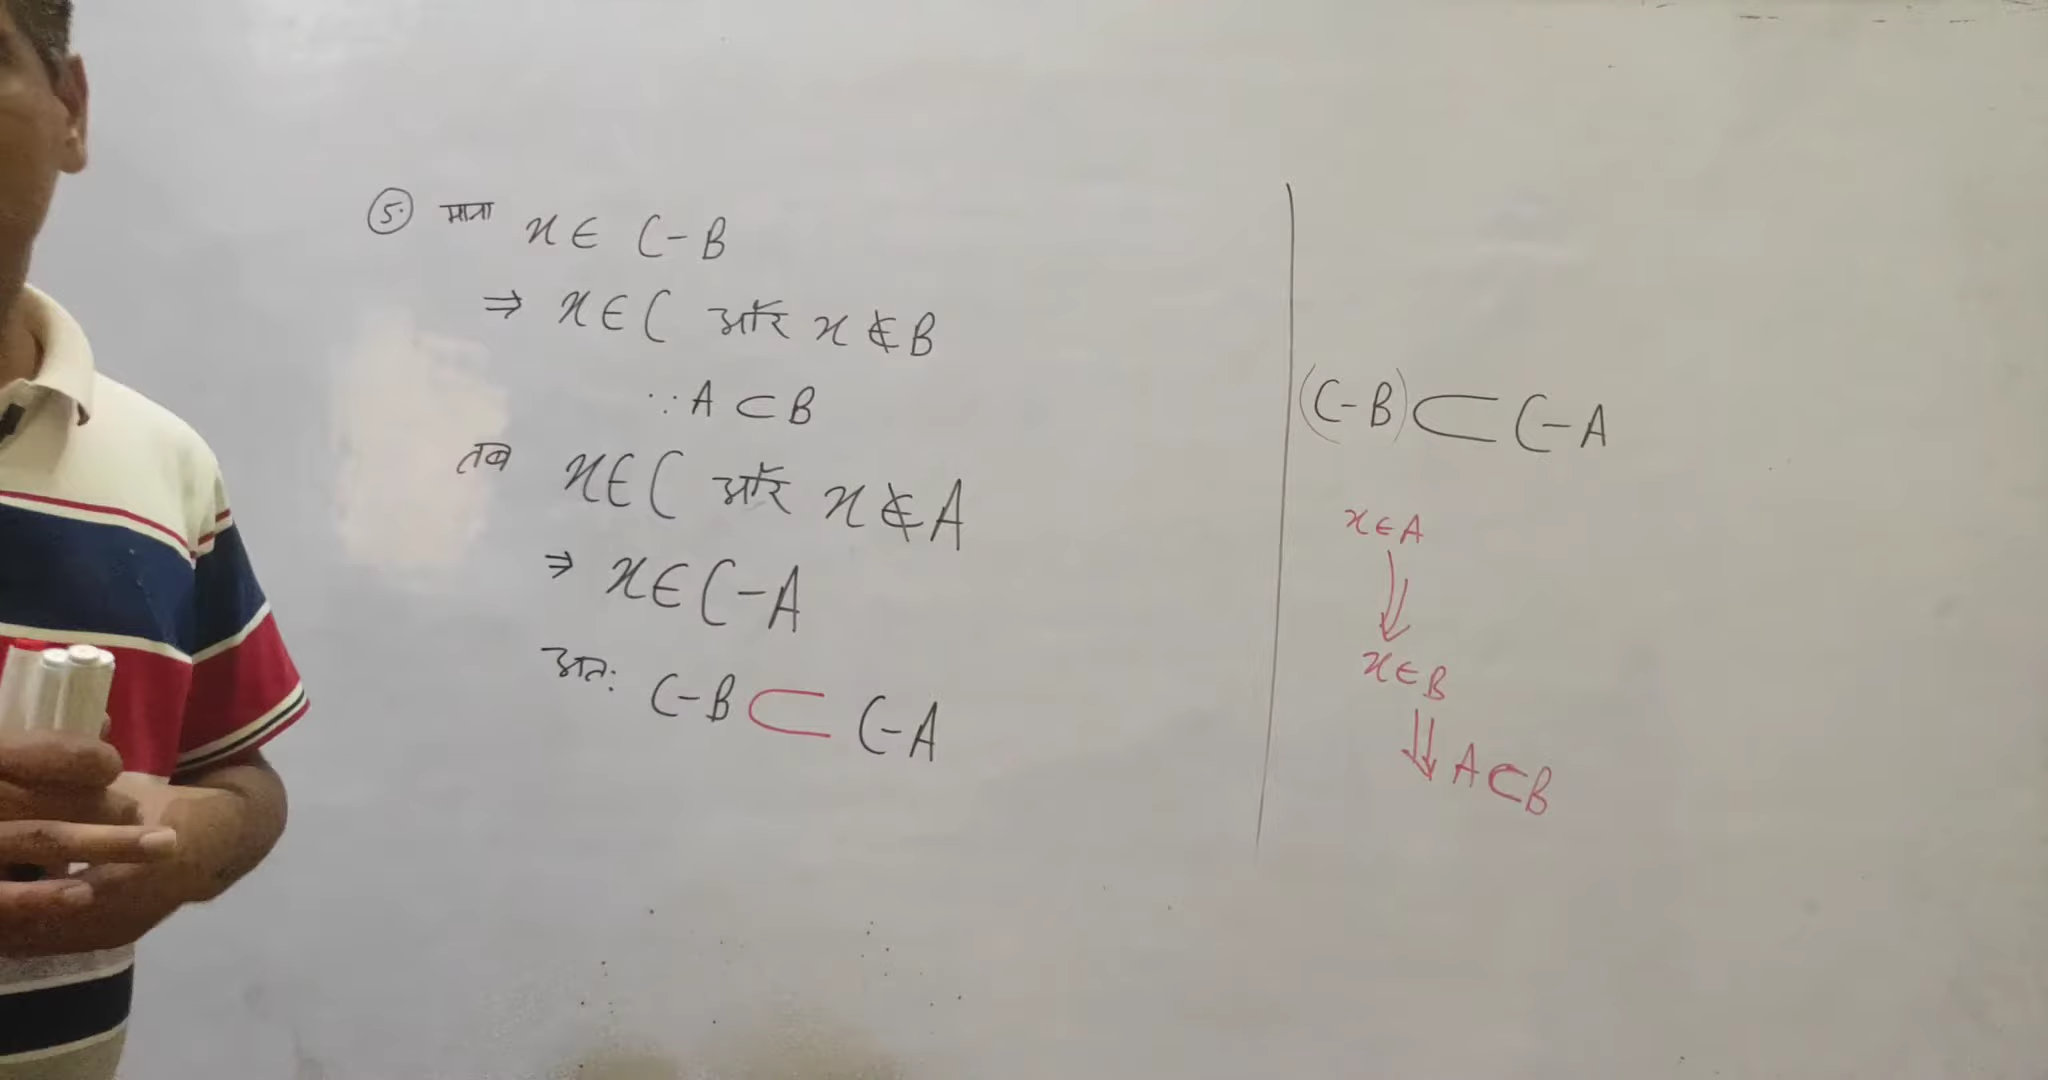 5. माना x ∈ C-B
⇒ x ∈ C और x ∉ B
∵ A ⊂ B
तब x ∈ C और x ∉ A
⇒ x ∈ C-A
अतः C-B ⊂ C-A
(C-B) ⊂ C-A
x ∈ A
⇓
x ∈ B
⇓ A ⊂ B